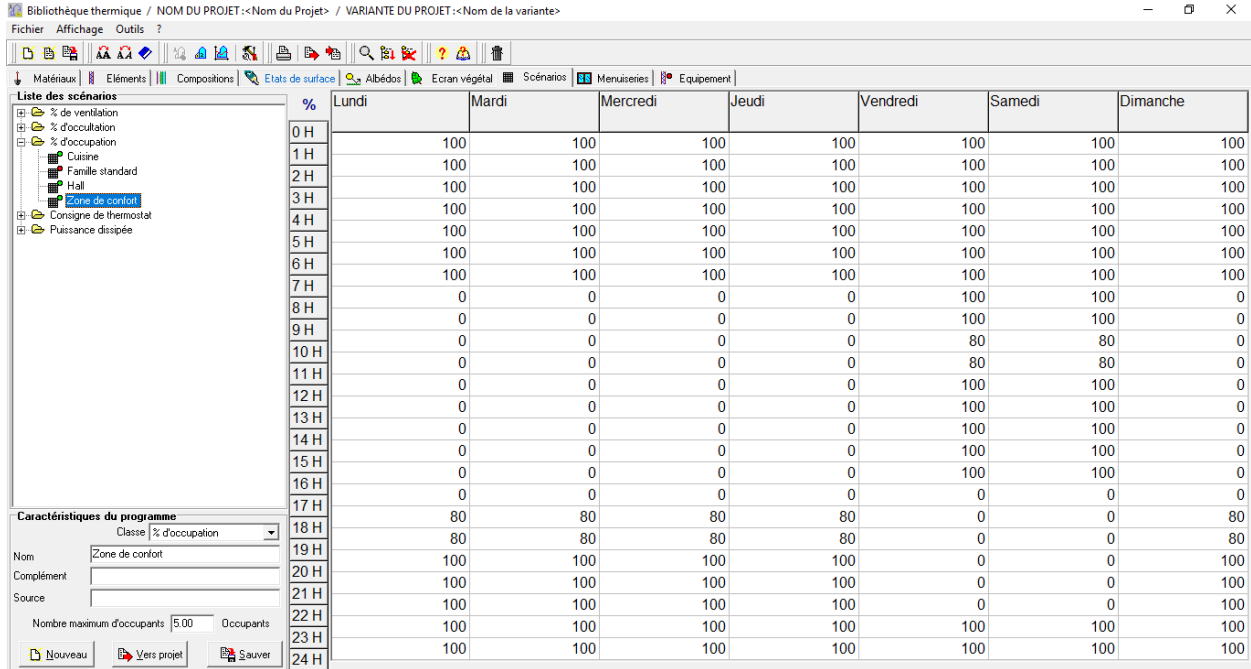 Bibliothèque thermique / NOM DU PROJET :<Nom du Projet> / VARIANTE DU PROJET :<Nom de la variante>
Fichier Affichage Outils ?
Matériaux Eléments Compositions Etats de surface Albédos Ecran végétal Scénarios Menuiseries Equipement
Liste des scénarios
% de ventilation
% d'occultation
% d'occupation
Cuisine
Famille standard
Hall
Zone de confort
Consigne de thermostat
Puissance dissipée
Caractéristiques du programme
Classe % d'occupation
Nom Zone de confort
Complément
Source
Nombre maximum d'occupants 5.00 Occupants
Nouveau Vers projet Sauver
% Lundi Mardi Mercredi Jeudi Vendredi Samedi Dimanche
0 H
100 100 100 100 100 100 100
1 H
100 100 100 100 100 100 100
2 H
100 100 100 100 100 100 100
3 H
100 100 100 100 100 100 100
4 H
100 100 100 100 100 100 100
5 H
100 100 100 100 100 100 100
6 H
100 100 100 100 100 100 100
7 H
0 0 0 0 100 100 0
8 H
0 0 0 0 100 100 0
9 H
0 0 0 0 80 80 0
10 H
0 0 0 0 80 80 0
11 H
0 0 0 0 100 100 0
12 H
0 0 0 0 100 100 0
13 H
0 0 0 0 100 100 0
14 H
0 0 0 0 100 100 0
15 H
0 0 0 0 100 100 0
16 H
0 0 0 0 0 0 0
17 H
80 80 80 80 0 0 80
18 H
80 80 80 80 0 0 80
19 H
100 100 100 100 0 0 100
20 H
100 100 100 100 0 0 100
21 H
100 100 100 100 0 0 100
22 H
100 100 100 100 100 100 100
23 H
100 100 100 100 100 100 100
24 H